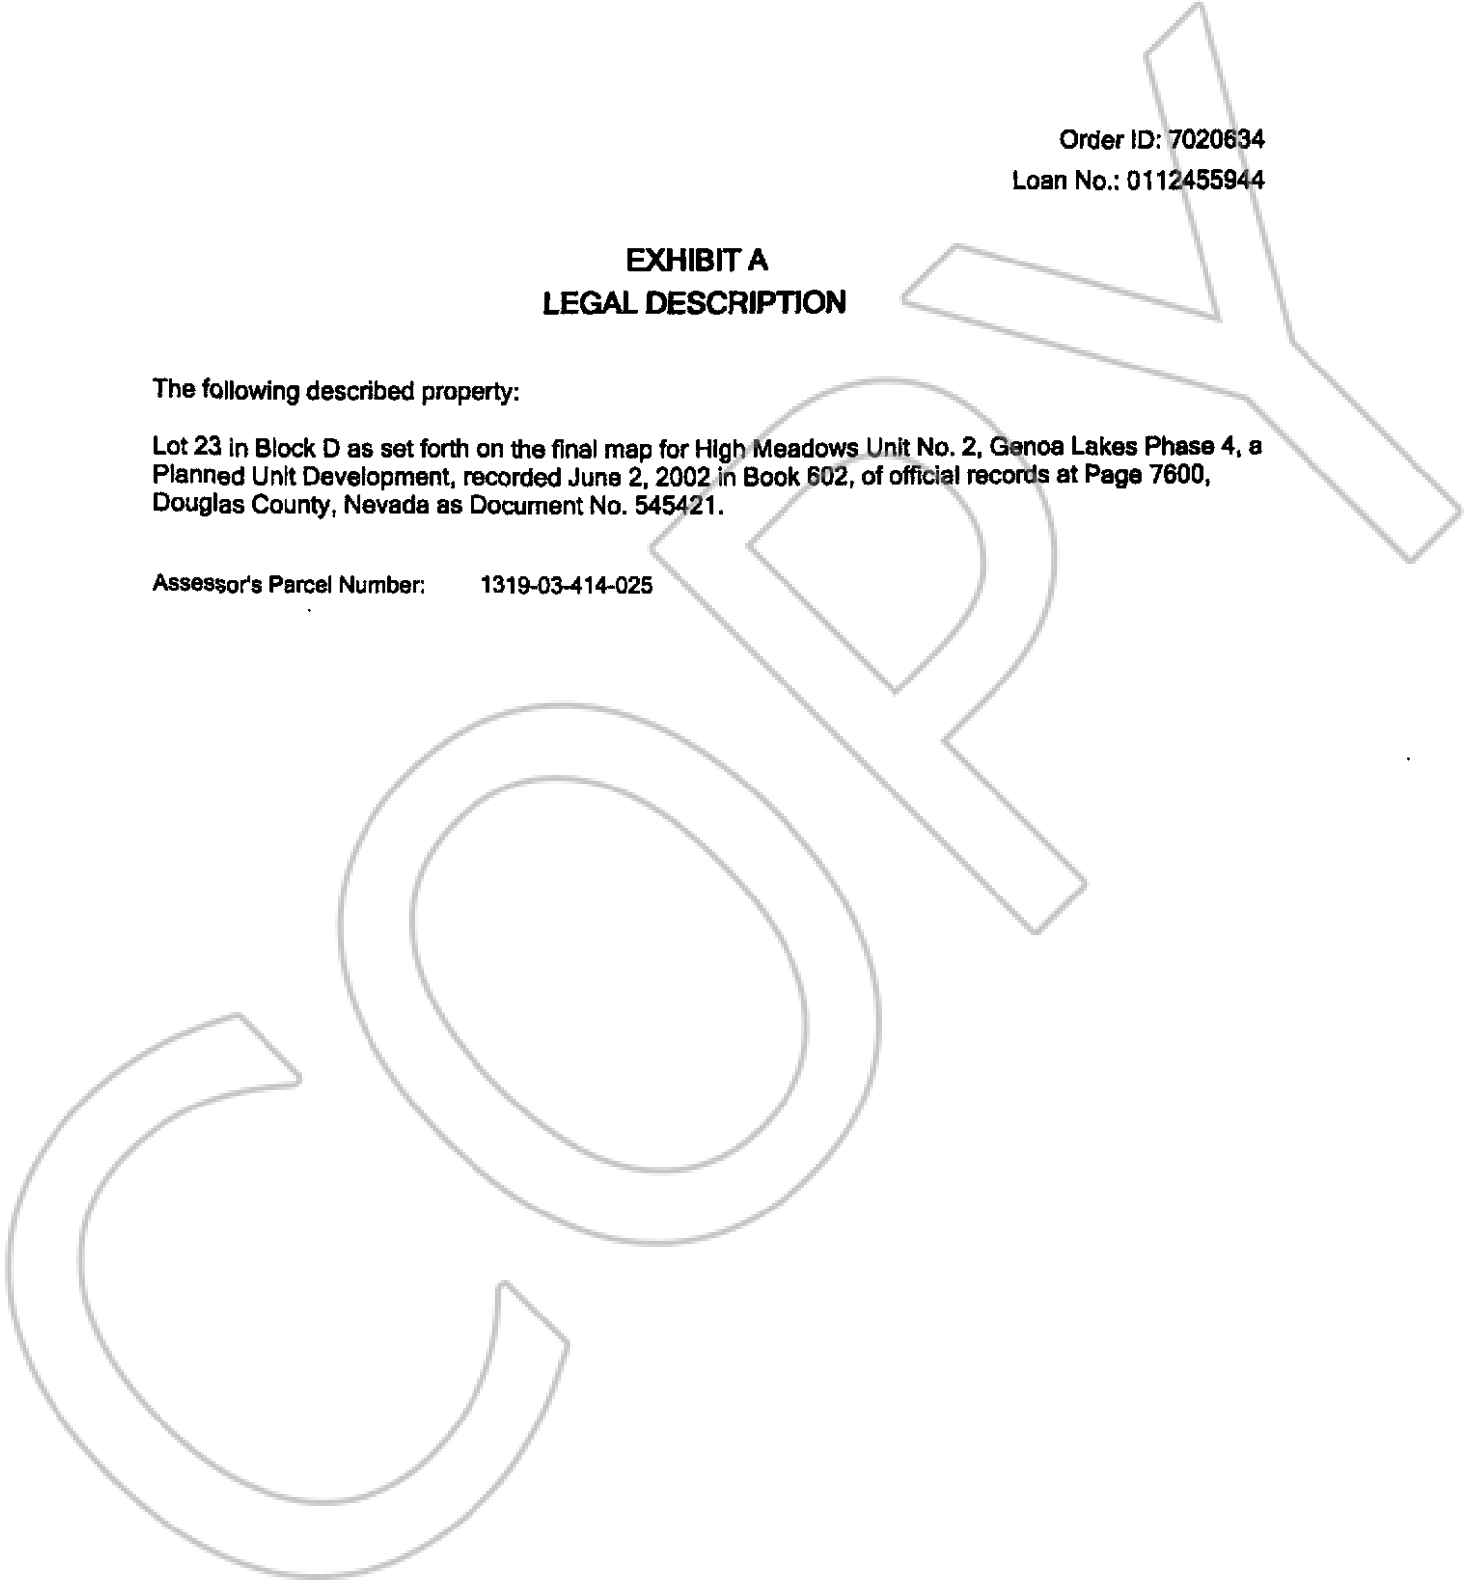 Order ID: 7020634
Loan No.: 0112455944
EXHIBIT A
LEGAL DESCRIPTION
The following described property:
Lot 23 in Block D as set forth on the final map for High Meadows Unit No. 2, Genoa Lakes Phase 4, a
Planned Unit Development, recorded June 2, 2002 in Book 602, of official records at Page 7600,
Douglas County, Nevada as Document No. 545421.
Assessor's Parcel Number: 1319-03-414-025
COPY